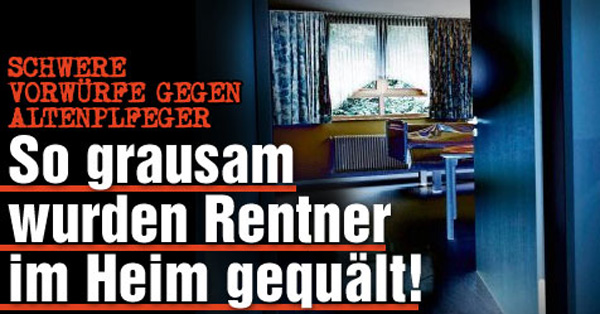 SCHWERE
VORWÜRFE GEGEN
ALTENPLFEGER
So grausam
wurden Rentner
im Heim gequält!